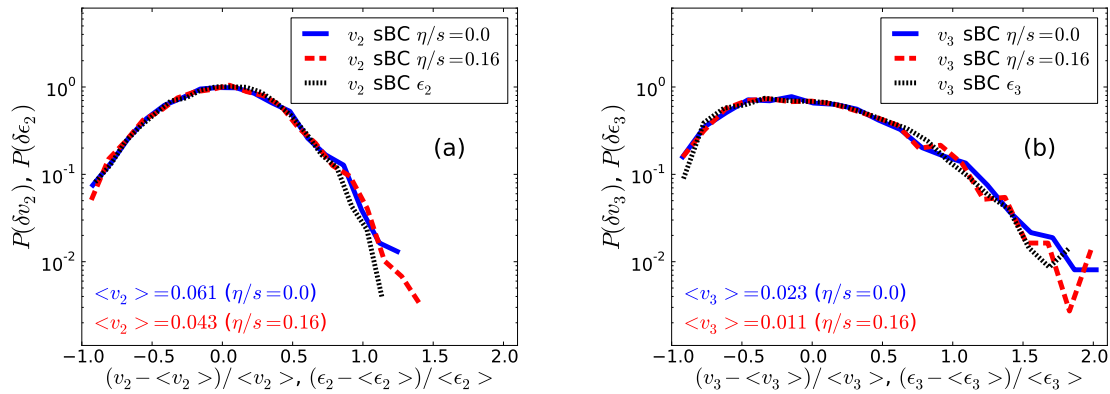 P(δv₂), P(δϵ₂)
10⁰
10⁻¹
10⁻²
v₂ sBC η/s=0.0
v₂ sBC η/s=0.16
v₂ sBC ϵ₂
(a)
<v₂>=0.061 (η/s=0.0)
<v₂>=0.043 (η/s=0.16)
−1.0 −0.5 0.0 0.5 1.0 1.5 2.0
(v₂−<v₂>)/<v₂>, (ϵ₂−<ϵ₂>)/<ϵ₂>
P(δv₃), P(δϵ₃)
10⁰
10⁻¹
10⁻²
v₃ sBC η/s=0.0
v₃ sBC η/s=0.16
v₃ sBC ϵ₃
(b)
<v₃>=0.023 (η/s=0.0)
<v₃>=0.011 (η/s=0.16)
−1.0 −0.5 0.0 0.5 1.0 1.5 2.0
(v₃−<v₃>)/<v₃>, (ϵ₃−<ϵ₃>)/<ϵ₃>